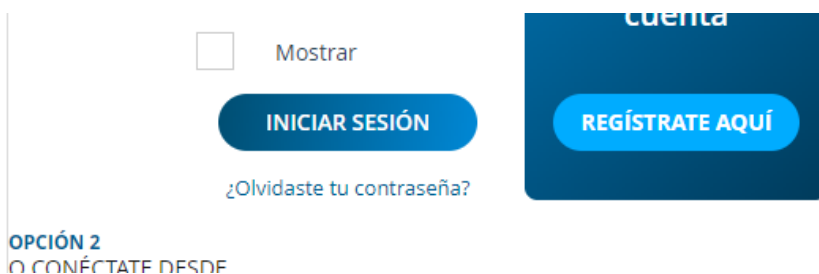 cuenta
Mostrar
INICIAR SESIÓN
REGÍSTRATE AQUÍ
¿Olvidaste tu contraseña?
OPCIÓN 2
O CONÉCTATE DESDE